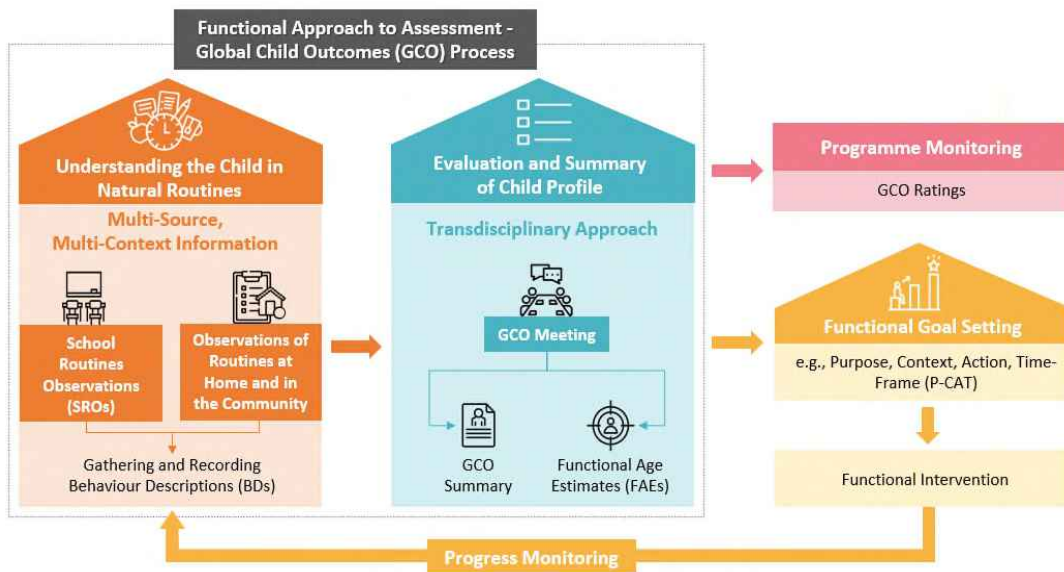 Functional Approach to Assessment -
Global Child Outcomes (GCO) Process
Understanding the Child in
Natural Routines
Multi-Source,
Multi-Context Information
School
Routines
Observations
(SROs)
Observations of
Routines at
Home and in
the Community
Gathering and Recording
Behaviour Descriptions (BDs)
Evaluation and Summary
of Child Profile
Transdisciplinary Approach
GCO Meeting
GCO
Summary
Functional Age
Estimates (FAEs)
Programme Monitoring
GCO Ratings
Functional Goal Setting
e.g., Purpose, Context, Action, Time-
Frame (P-CAT)
Functional Intervention
Progress Monitoring